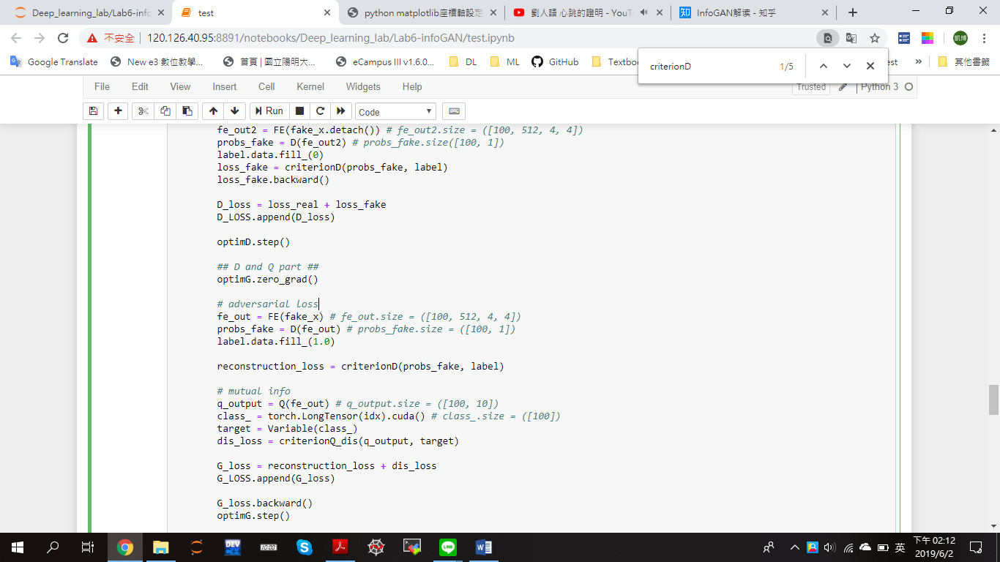 Deep_learning_lab/Lab6-info
test
python matplotlib座標軸設定
劉人語 心跳的證明 - YouT
知 InfoGAN解读 - 知乎
不安全 | 120.126.40.95:8891/notebooks/Deep_learning_lab/Lab6-infoGAN/test.ipynb
凱博
Google Translate
New e3 數位教學...
首頁 | 國立陽明大...
eCampus III v1.6.0...
DL
ML
GitHub
Textboo
est
»
其他書籤
criterionD 1/5
File Edit View Insert Cell Kernel Widgets Help
Trusted
Python 3
Run
Code
fe_out2 = FE(fake_x.detach()) # fe_out2.size = ([100, 512, 4, 4])
probs_fake = D(fe_out2) # probs_fake.size([100, 1])
label.data.fill_(0)
loss_fake = criterionD(probs_fake, label)
loss_fake.backward()
D_loss = loss_real + loss_fake
D_LOSS.append(D_loss)
optimD.step()
## D and Q part ##
optimG.zero_grad()
# adversarial loss
fe_out = FE(fake_x) # fe_out.size = ([100, 512, 4, 4])
probs_fake = D(fe_out) # probs_fake.size = ([100, 1])
label.data.fill_(1.0)
reconstruction_loss = criterionD(probs_fake, label)
# mutual info
q_output = Q(fe_out) # q_output.size = ([100, 10])
class_ = torch.LongTensor(idx).cuda() # class_.size = ([100])
target = Variable(class_)
dis_loss = criterionQ_dis(q_output, target)
G_loss = reconstruction_loss + dis_loss
G_LOSS.append(G_loss)
G_loss.backward()
optimG.step()
DEV
LINE
英
下午 02:12
2019/6/2